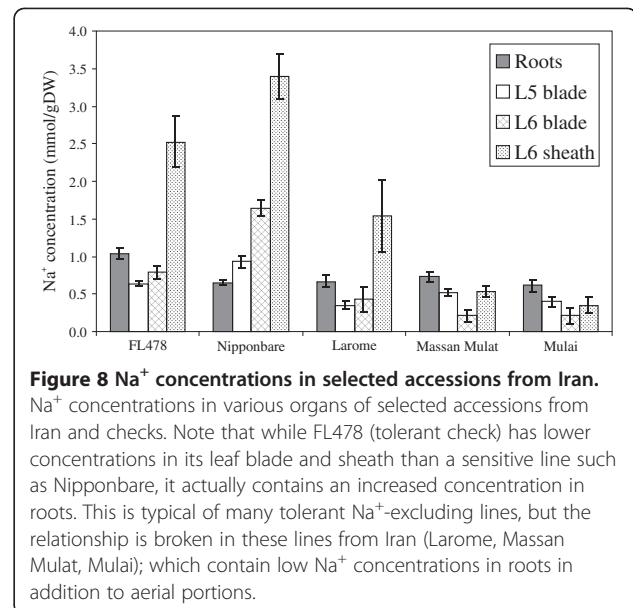 4.0
3.5
3.0
2.5
2.0
1.5
1.0
0.5
0.0
Na⁺ concentration (mmol/gDW)
Roots
L5 blade
L6 blade
L6 sheath
FL478 Nipponbare Larome Massan Mulat Mulai
Figure 8 Na⁺ concentrations in selected accessions from Iran.
Na⁺ concentrations in various organs of selected accessions from
Iran and checks. Note that while FL478 (tolerant check) has lower
concentrations in its leaf blade and sheath than a sensitive line such
as Nipponbare, it actually contains an increased concentration in
roots. This is typical of many tolerant Na⁺-excluding lines, but the
relationship is broken in these lines from Iran (Larome, Massan
Mulat, Mulai); which contain low Na⁺ concentrations in roots in
addition to aerial portions.